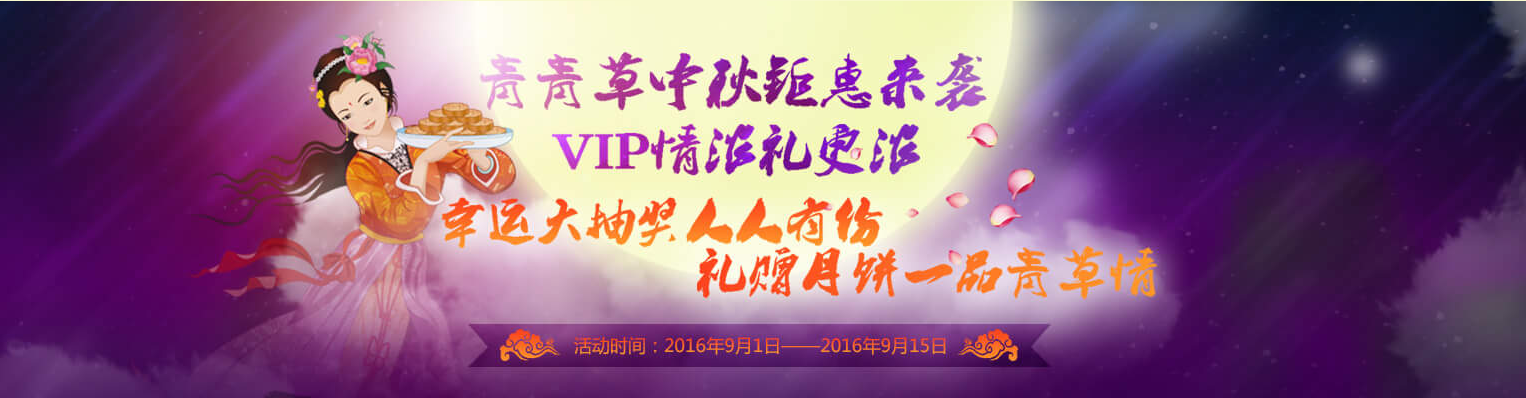 青青草中秋钜惠来袭
VIP情浓礼更浓
幸运大抽奖人人有份
礼赠月饼一品青草情
活动时间：2016年9月1日——2016年9月15日